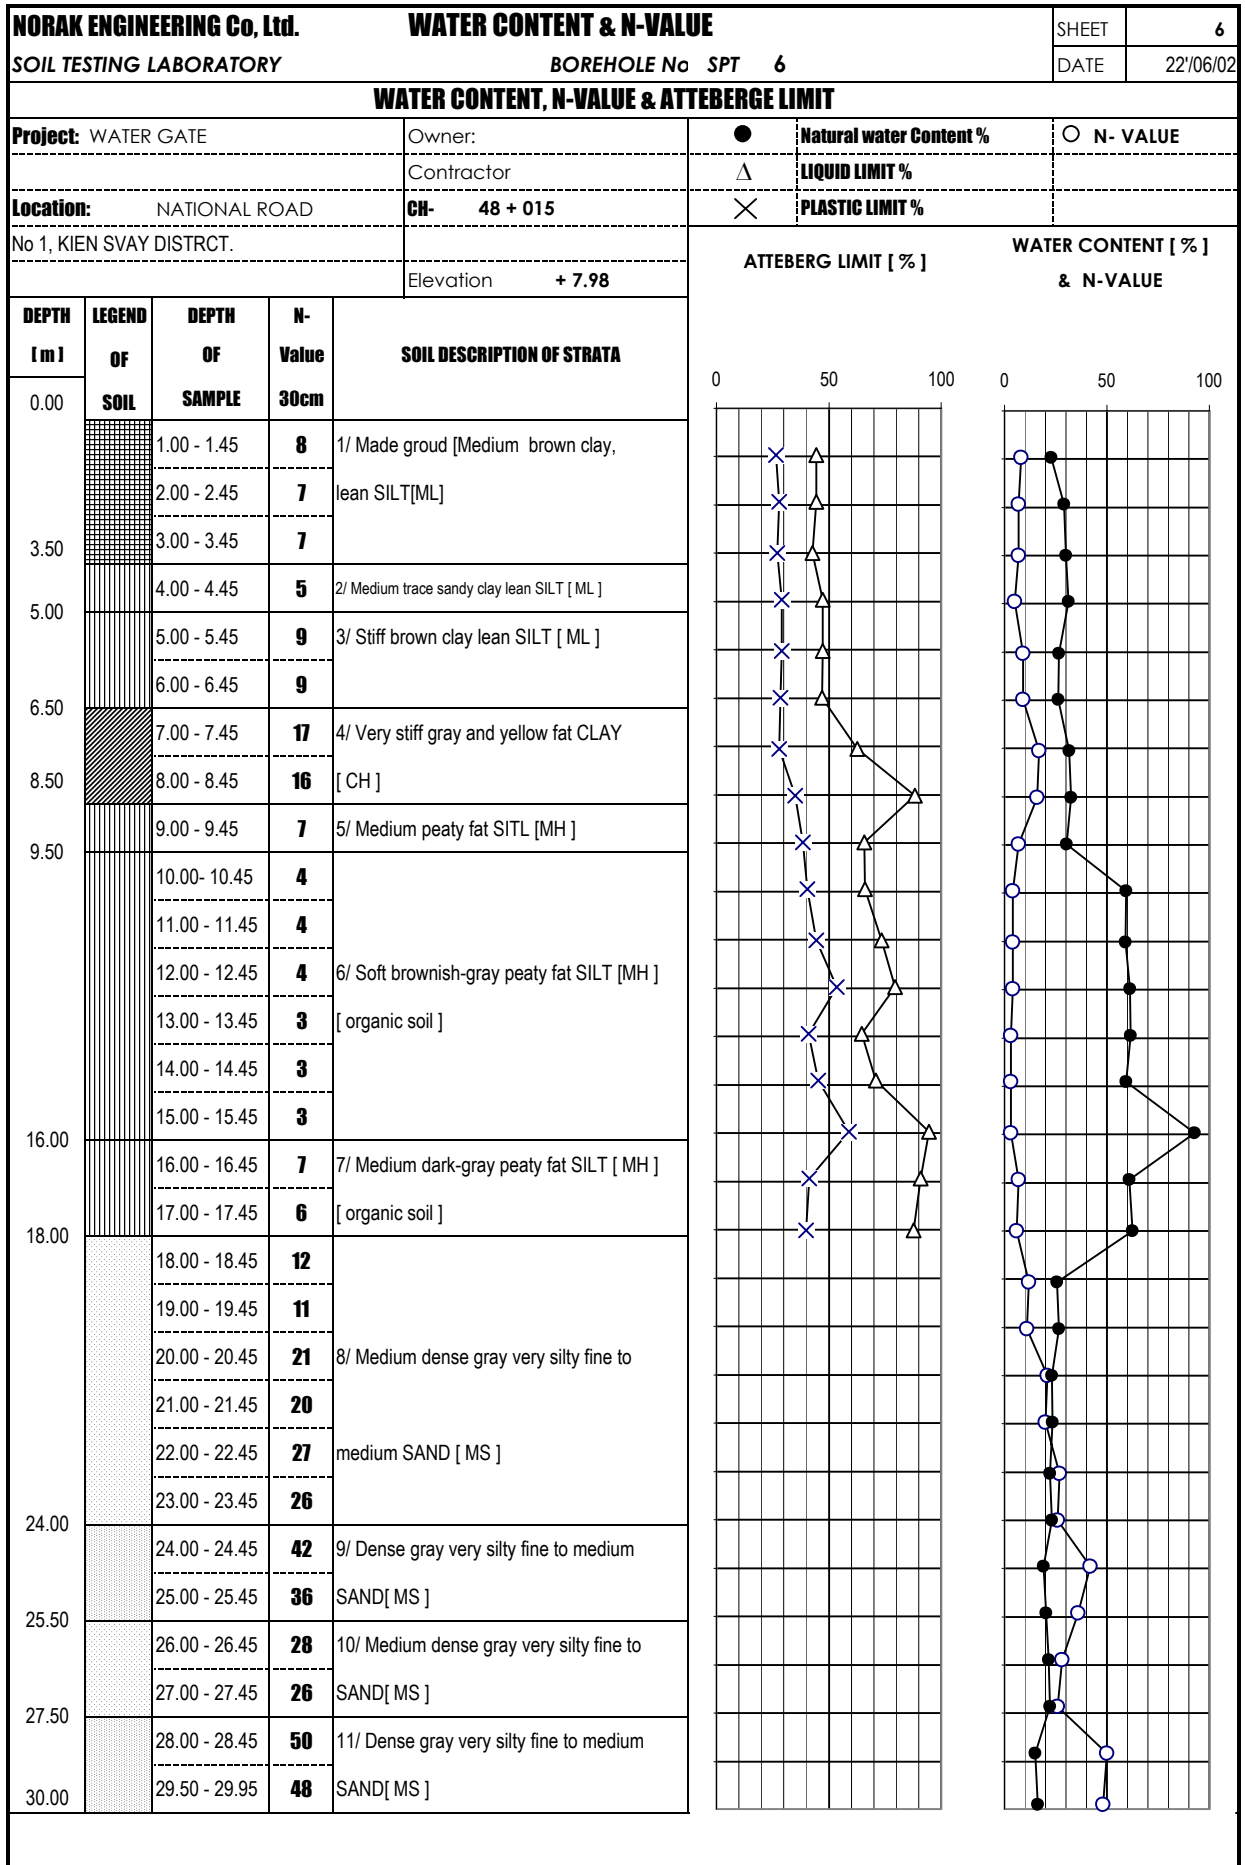 NORAK ENGINEERING Co, Ltd. WATER CONTENT & N-VALUE SHEET 6
SOIL TESTING LABORATORY BOREHOLE No SPT 6 DATE 22'/06/02
WATER CONTENT, N-VALUE & ATTEBERGE LIMIT
Project: WATER GATE Owner: Natural water Content % N- VALUE
Contractor Δ LIQUID LIMIT %
Location: NATIONAL ROAD CH- 48 + 015 PLASTIC LIMIT %
No 1, KIEN SVAY DISTRCT.
Elevation + 7.98
ATTEBERG LIMIT [ % ]
WATER CONTENT [ % ]
& N-VALUE
DEPTH LEGEND DEPTH N-
[ m ] OF OF Value SOIL DESCRIPTION OF STRATA
0.00 SOIL SAMPLE 30cm
0 50 100 0 50 100
1.00 - 1.45 8 1/ Made groud [Medium brown clay,
2.00 - 2.45 7 lean SILT[ML]
3.50 3.00 - 3.45 7
4.00 - 4.45 5 2/ Medium trace sandy clay lean SILT [ ML ]
5.00
5.00 - 5.45 9 3/ Stiff brown clay lean SILT [ ML ]
6.00 - 6.45 9
6.50
7.00 - 7.45 17 4/ Very stiff gray and yellow fat CLAY
8.50 8.00 - 8.45 16 [ CH ]
9.00 - 9.45 7 5/ Medium peaty fat SITL [MH ]
9.50
10.00- 10.45 4
11.00 - 11.45 4
12.00 - 12.45 4 6/ Soft brownish-gray peaty fat SILT [MH ]
13.00 - 13.45 3 [ organic soil ]
14.00 - 14.45 3
15.00 - 15.45 3
16.00
16.00 - 16.45 7 7/ Medium dark-gray peaty fat SILT [ MH ]
17.00 - 17.45 6 [ organic soil ]
18.00
18.00 - 18.45 12
19.00 - 19.45 11
20.00 - 20.45 21 8/ Medium dense gray very silty fine to
21.00 - 21.45 20
22.00 - 22.45 27 medium SAND [ MS ]
23.00 - 23.45 26
24.00
24.00 - 24.45 42 9/ Dense gray very silty fine to medium
25.00 - 25.45 36 SAND[ MS ]
25.50
26.00 - 26.45 28 10/ Medium dense gray very silty fine to
27.00 - 27.45 26 SAND[ MS ]
27.50
28.00 - 28.45 50 11/ Dense gray very silty fine to medium
30.00 29.50 - 29.95 48 SAND[ MS ]